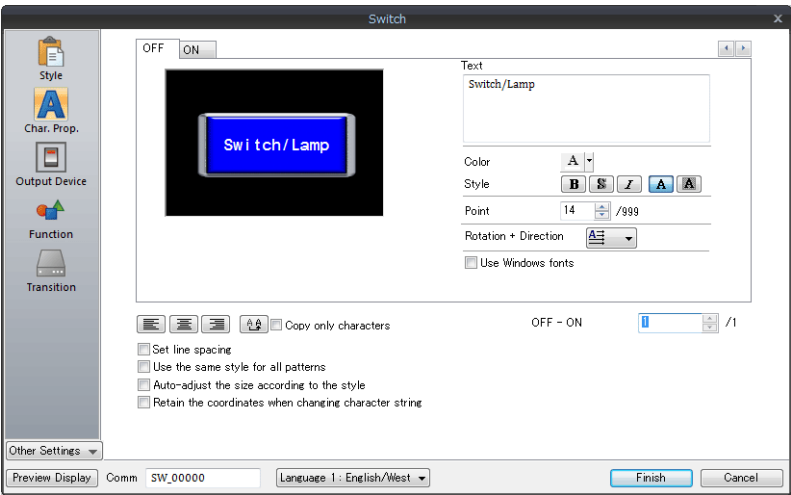 Switch
x
Style
Char. Prop.
Output Device
Function
Transition
OFF ON
Switch/Lamp
Text
Switch/Lamp
Color A
Style B S I A A
Point 14 /999
Rotation + Direction A
Use Windows fonts
Copy only characters
OFF - ON 1 /1
Set line spacing
Use the same style for all patterns
Auto-adjust the size according to the style
Retain the coordinates when changing character string
Other Settings
Preview Display Comm SW_00000 Language 1 : English/West Finish Cancel